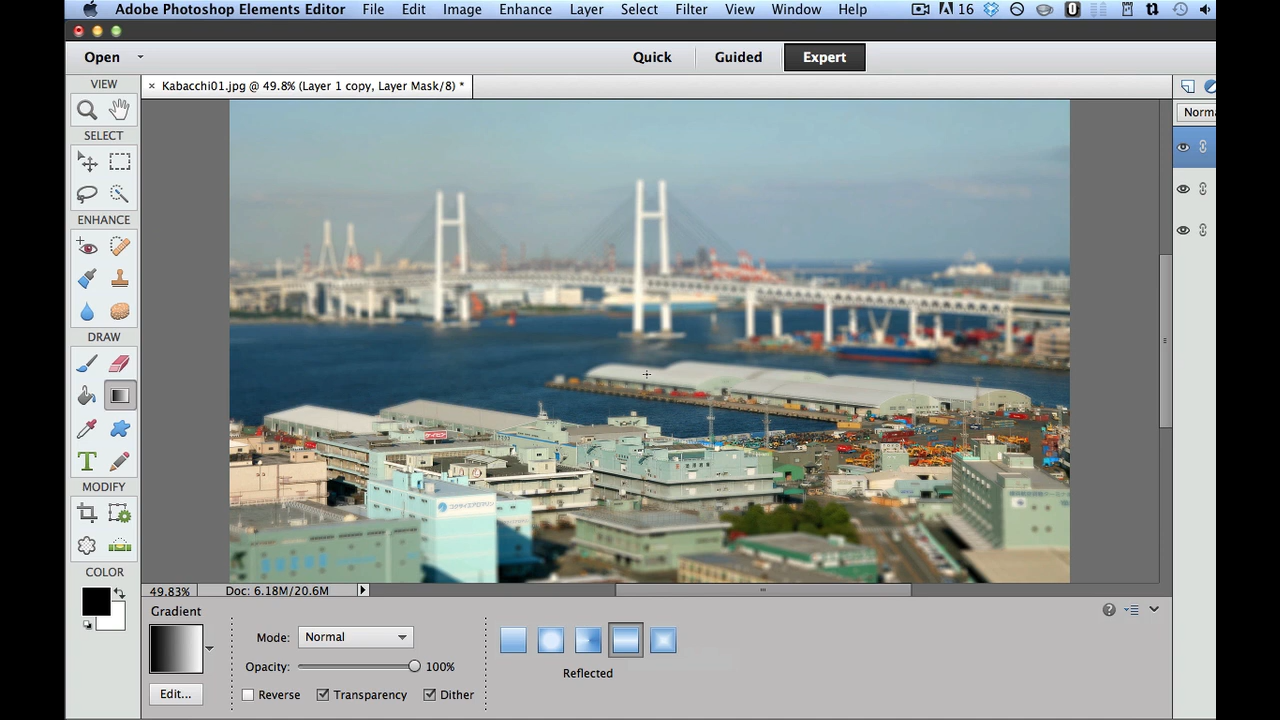 Adobe Photoshop Elements Editor File Edit Image Enhance Layer Select Filter View Window Help 16
Open Quick Guided Expert
VIEW
× Kabacchi01.jpg @ 49.8% (Layer 1 copy, Layer Mask/8) *
Norma
SELECT
ENHANCE
DRAW
T
MODIFY
COLOR
49.83% Doc: 6.18M/20.6M
Gradient
Mode: Normal
Opacity: 100%
Reflected
Edit... Reverse Transparency Dither